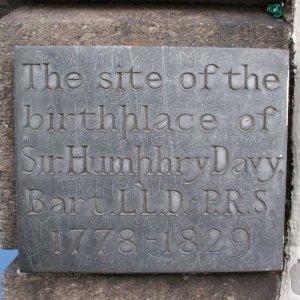 The site of the
birthplace of
Sir Humphry Davy,
Bart. LL.D. P.R.S.
1778-1829